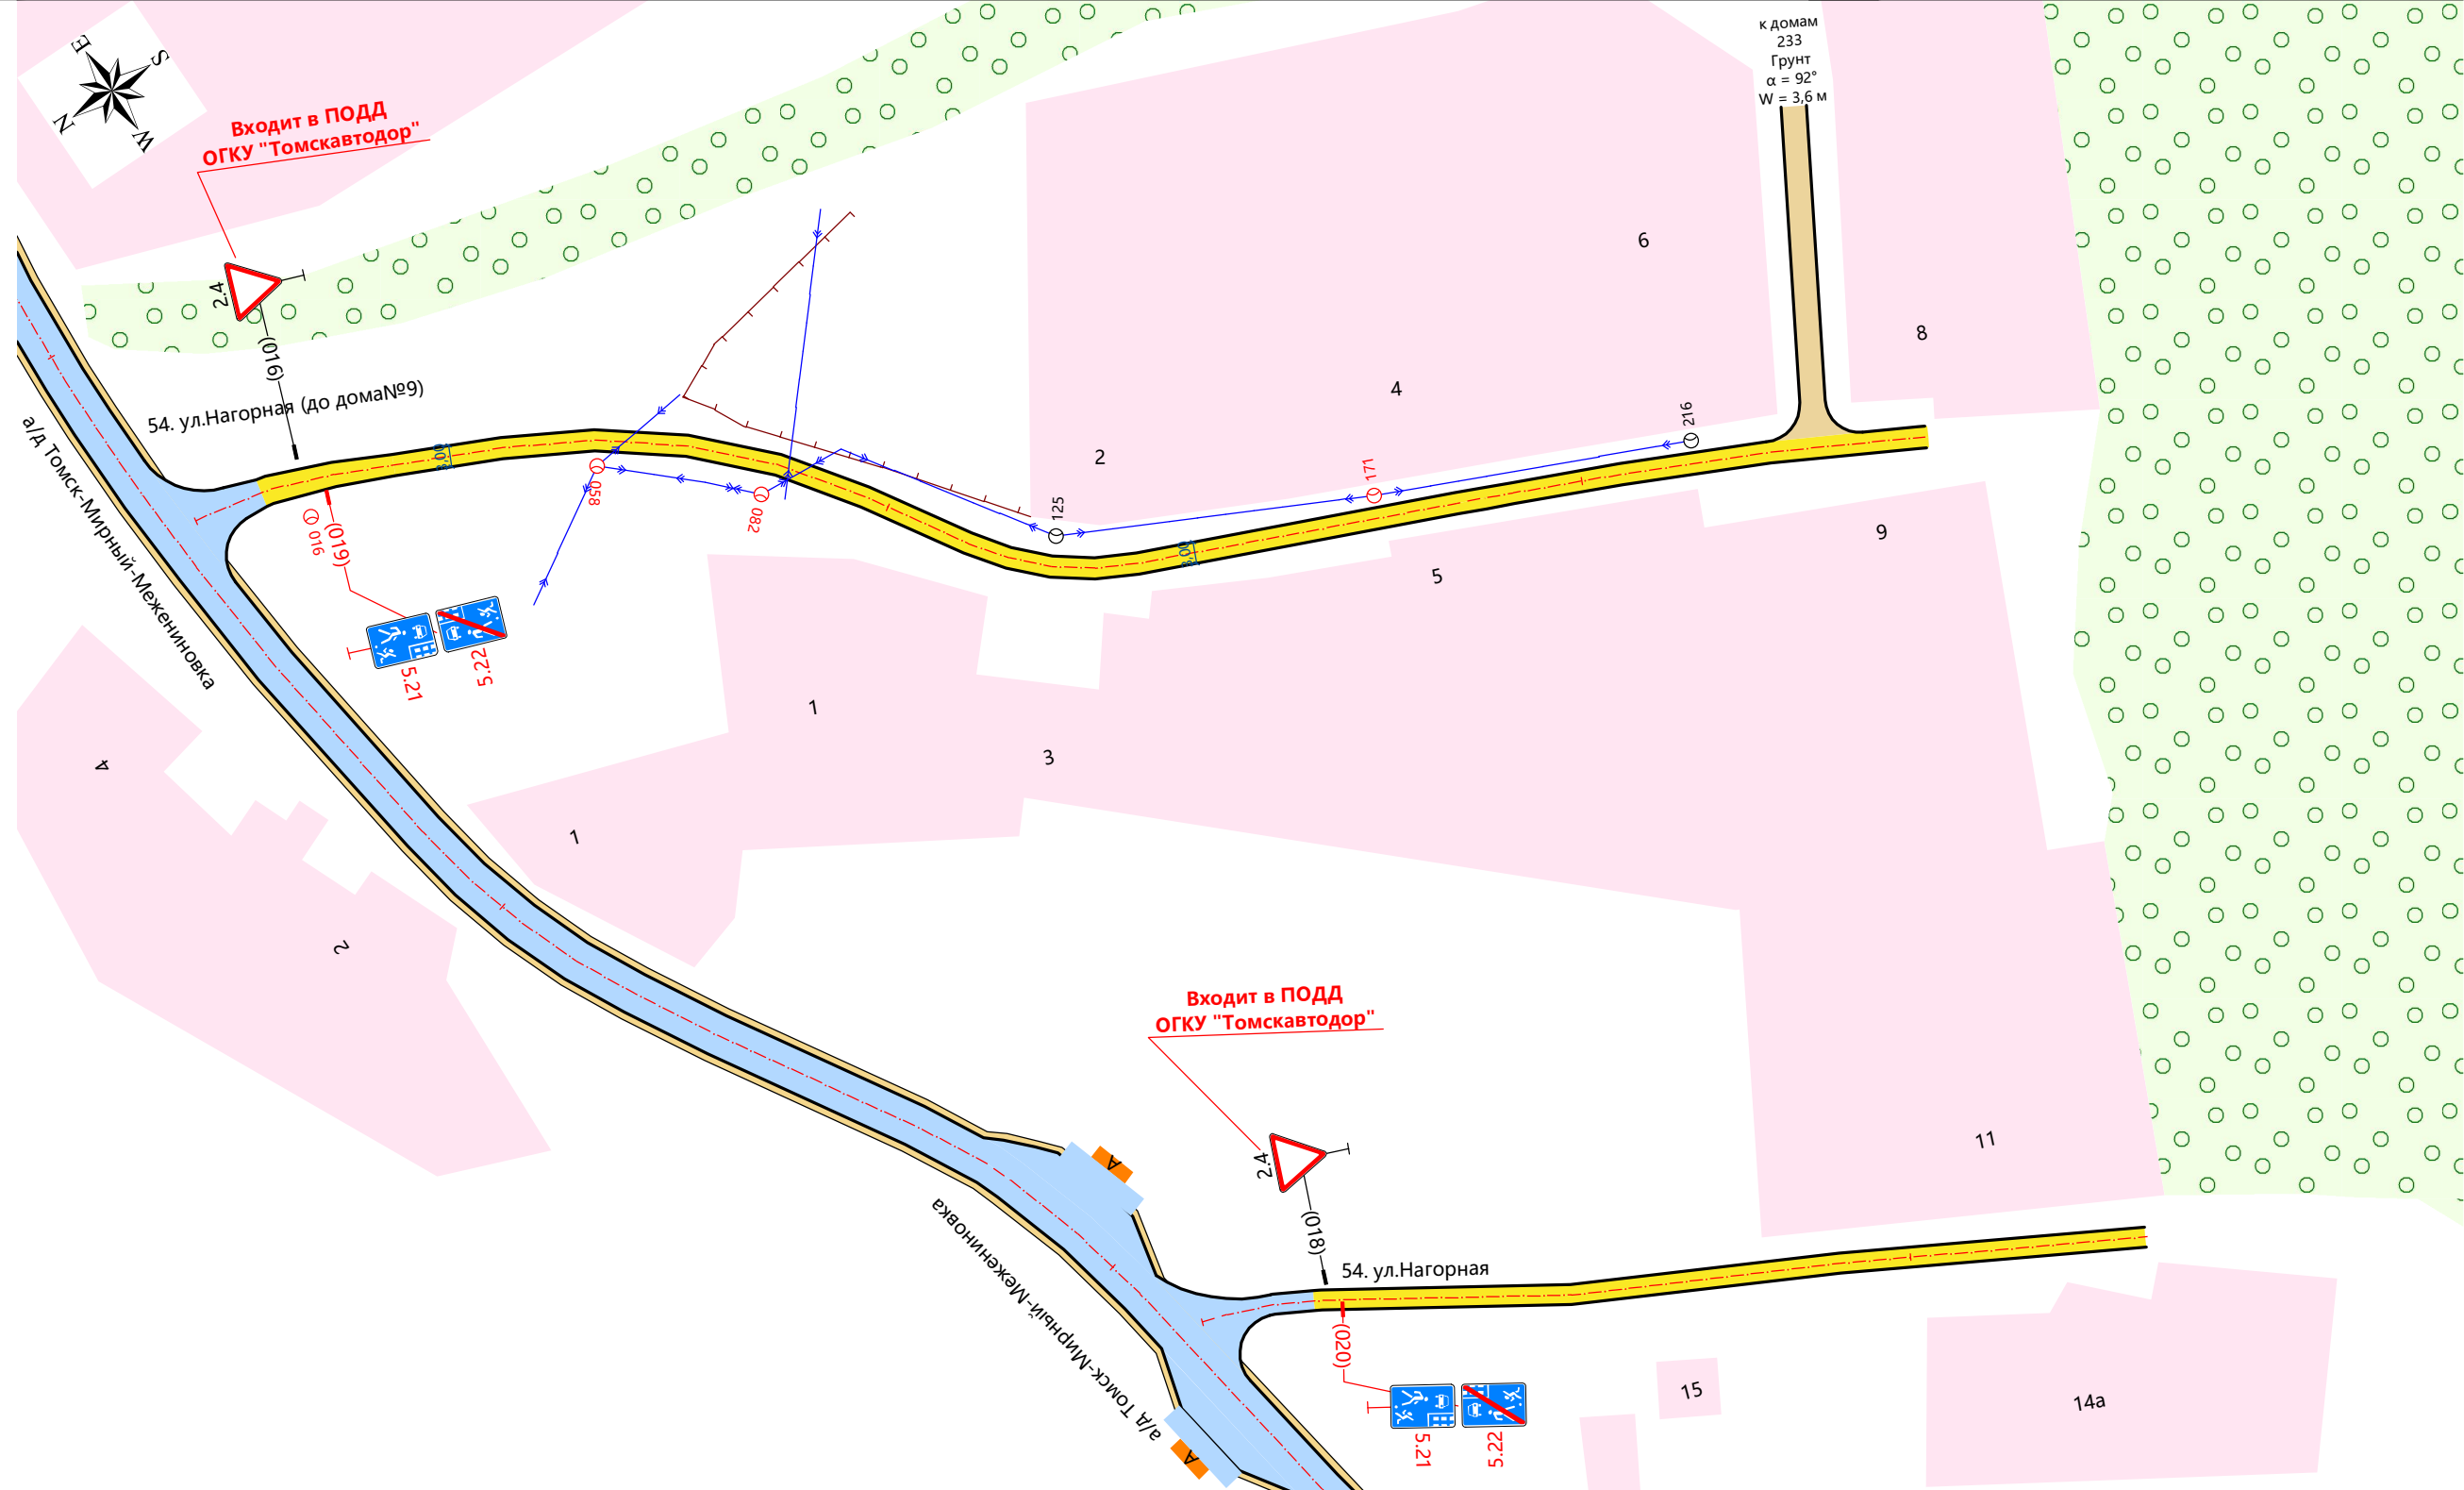 E
S
N
W
Входит в ПОДД
ОГКУ "Томскавтодор"
2.4
(016)
54. ул.Нагорная (до дома№9)
а/д Томск-Мирный-Межениновка
016
(019)
5.21
5.22
058
082
125
171
216
к домам
233
Грунт
α = 92°
W = 3,6 м
6
8
4
2
9
5
1
3
1
4
2
11
Входит в ПОДД
ОГКУ "Томскавтодор"
2.4
(018)
54. ул.Нагорная
а/д Томск-Мирный-Межениновка
А
А
(020)
5.21
5.22
15
14а